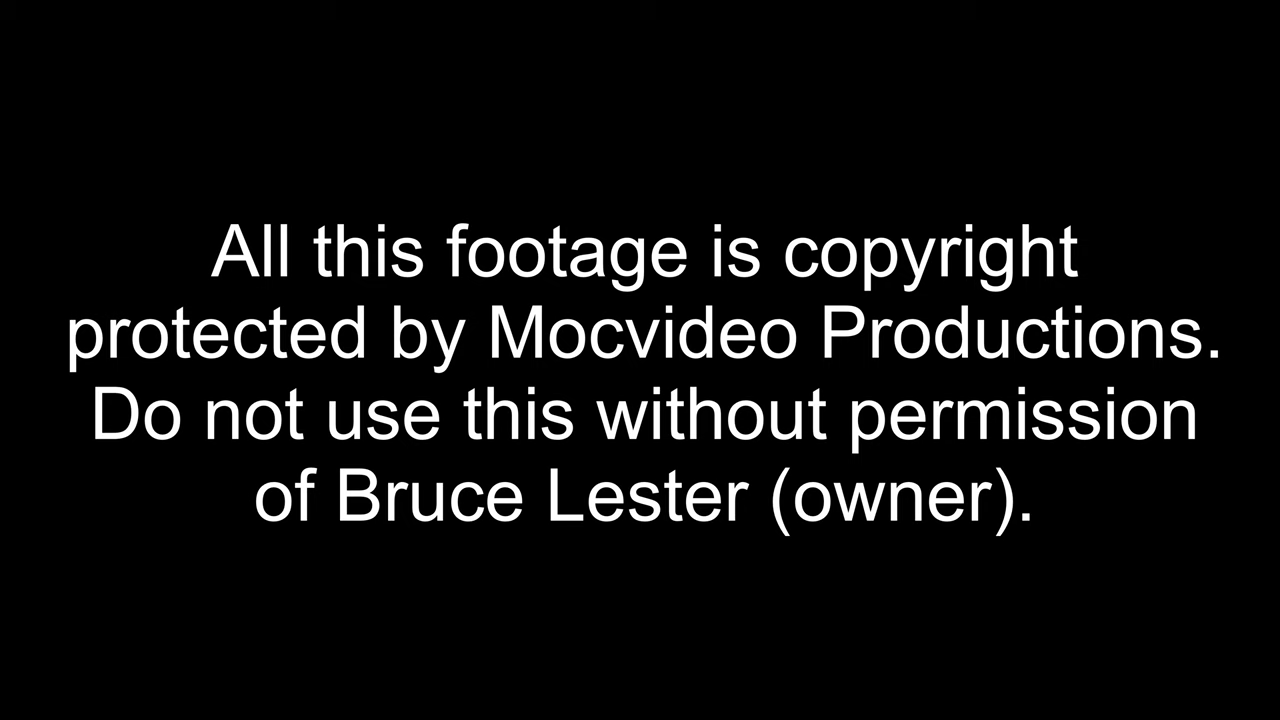 All this footage is copyright
protected by Mocvideo Productions.
Do not use this without permission
of Bruce Lester (owner).